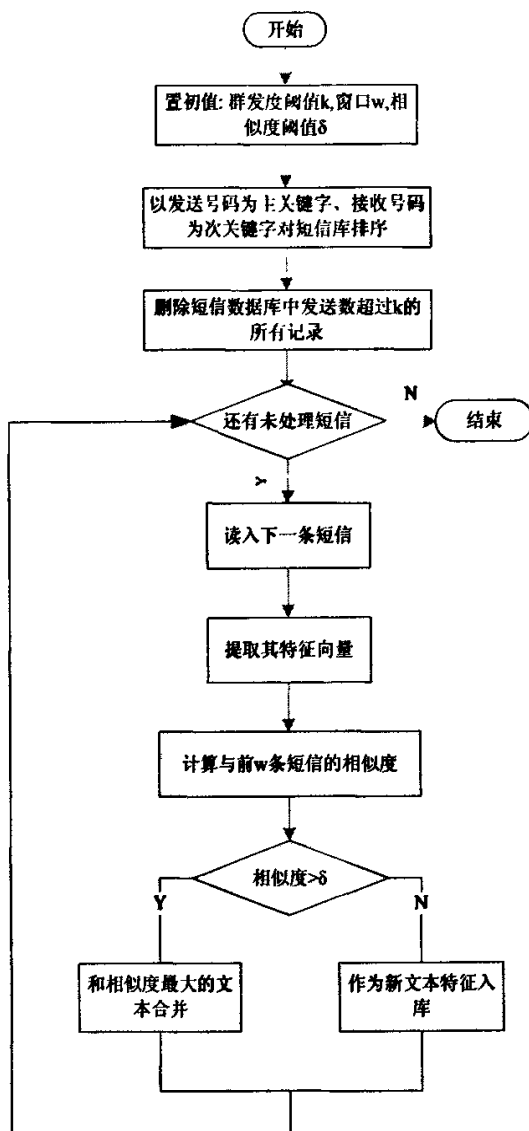 开始
置初值: 群发度阈值k,窗口w,相
似度阈值δ
以发送号码为主关键字、接收号码
为次关键字对短信库排序
删除短信数据库中发送数超过k的
所有记录
还有未处理短信
N
结束
Y
读入下一条短信
提取其特征向量
计算与前w条短信的相似度
相似度>δ
Y
N
和相似度最大的文
本合并
作为新文本特征入
库